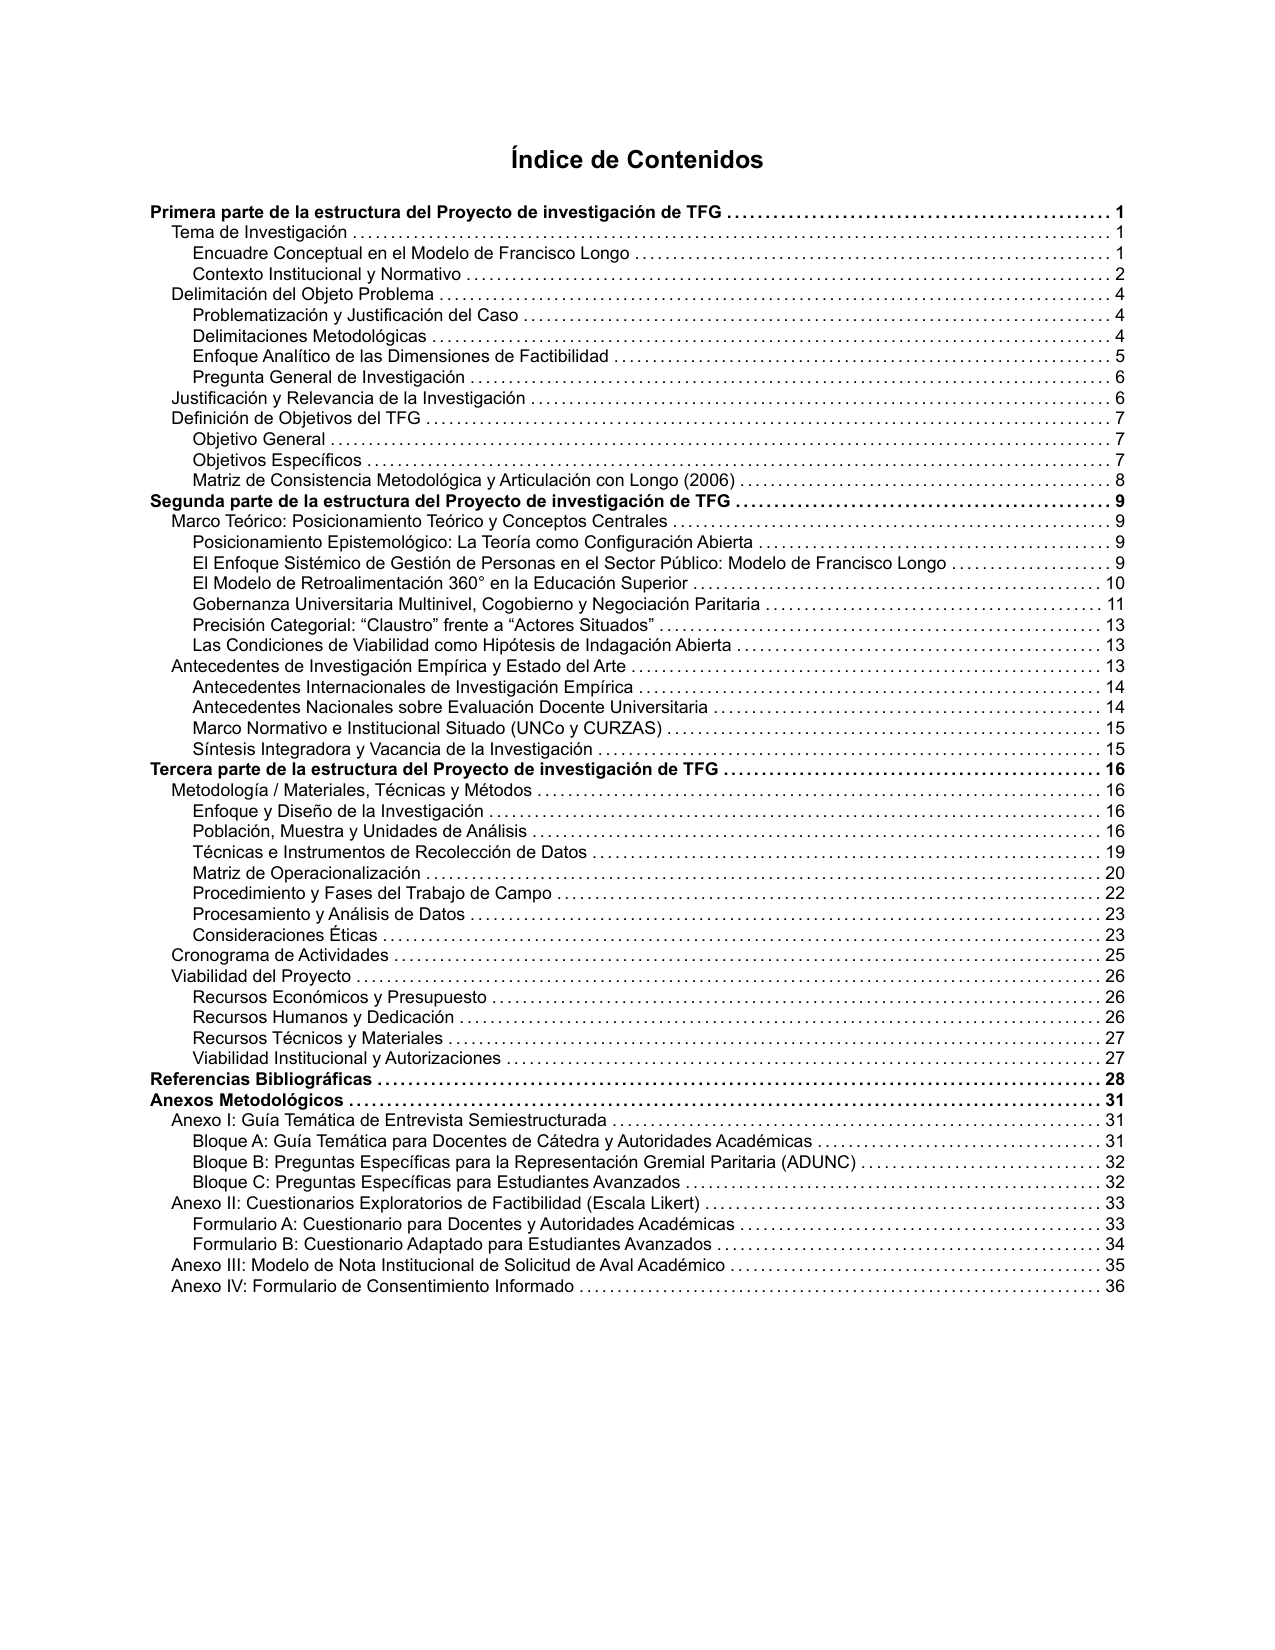 Índice de Contenidos
Primera parte de la estructura del Proyecto de investigación de TFG 1
Tema de Investigación 1
Encuadre Conceptual en el Modelo de Francisco Longo 1
Contexto Institucional y Normativo 2
Delimitación del Objeto Problema 4
Problematización y Justificación del Caso 4
Delimitaciones Metodológicas 4
Enfoque Analítico de las Dimensiones de Factibilidad 5
Pregunta General de Investigación 6
Justificación y Relevancia de la Investigación 6
Definición de Objetivos del TFG 7
Objetivo General 7
Objetivos Específicos 7
Matriz de Consistencia Metodológica y Articulación con Longo (2006) 8
Segunda parte de la estructura del Proyecto de investigación de TFG 9
Marco Teórico: Posicionamiento Teórico y Conceptos Centrales 9
Posicionamiento Epistemológico: La Teoría como Configuración Abierta 9
El Enfoque Sistémico de Gestión de Personas en el Sector Público: Modelo de Francisco Longo 9
El Modelo de Retroalimentación 360° en la Educación Superior 10
Gobernanza Universitaria Multinivel, Cogobierno y Negociación Paritaria 11
Precisión Categorial: “Claustro” frente a “Actores Situados” 13
Las Condiciones de Viabilidad como Hipótesis de Indagación Abierta 13
Antecedentes de Investigación Empírica y Estado del Arte 13
Antecedentes Internacionales de Investigación Empírica 14
Antecedentes Nacionales sobre Evaluación Docente Universitaria 14
Marco Normativo e Institucional Situado (UNCo y CURZAS) 15
Síntesis Integradora y Vacancia de la Investigación 15
Tercera parte de la estructura del Proyecto de investigación de TFG 16
Metodología / Materiales, Técnicas y Métodos 16
Enfoque y Diseño de la Investigación 16
Población, Muestra y Unidades de Análisis 16
Técnicas e Instrumentos de Recolección de Datos 19
Matriz de Operacionalización 20
Procedimiento y Fases del Trabajo de Campo 22
Procesamiento y Análisis de Datos 23
Consideraciones Éticas 23
Cronograma de Actividades 25
Viabilidad del Proyecto 26
Recursos Económicos y Presupuesto 26
Recursos Humanos y Dedicación 26
Recursos Técnicos y Materiales 27
Viabilidad Institucional y Autorizaciones 27
Referencias Bibliográficas 28
Anexos Metodológicos 31
Anexo I: Guía Temática de Entrevista Semiestructurada 31
Bloque A: Guía Temática para Docentes de Cátedra y Autoridades Académicas 31
Bloque B: Preguntas Específicas para la Representación Gremial Paritaria (ADUNC) 32
Bloque C: Preguntas Específicas para Estudiantes Avanzados 32
Anexo II: Cuestionarios Exploratorios de Factibilidad (Escala Likert) 33
Formulario A: Cuestionario para Docentes y Autoridades Académicas 33
Formulario B: Cuestionario Adaptado para Estudiantes Avanzados 34
Anexo III: Modelo de Nota Institucional de Solicitud de Aval Académico 35
Anexo IV: Formulario de Consentimiento Informado 36